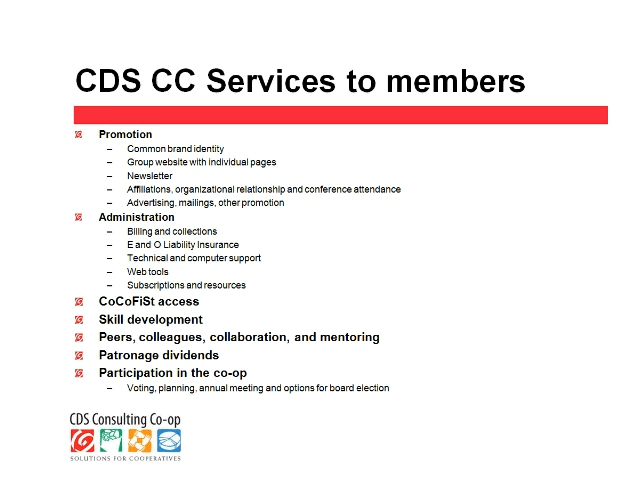 CDS CC Services to members
Promotion
– Common brand identity
– Group website with individual pages
– Newsletter
– Affiliations, organizational relationship and conference attendance
– Advertising, mailings, other promotion
Administration
– Billing and collections
– E and O Liability Insurance
– Technical and computer support
– Web tools
– Subscriptions and resources
CoCoFiSt access
Skill development
Peers, colleagues, collaboration, and mentoring
Patronage dividends
Participation in the co-op
– Voting, planning, annual meeting and options for board election
CDS Consulting Co-op
SOLUTIONS FOR COOPERATIVES